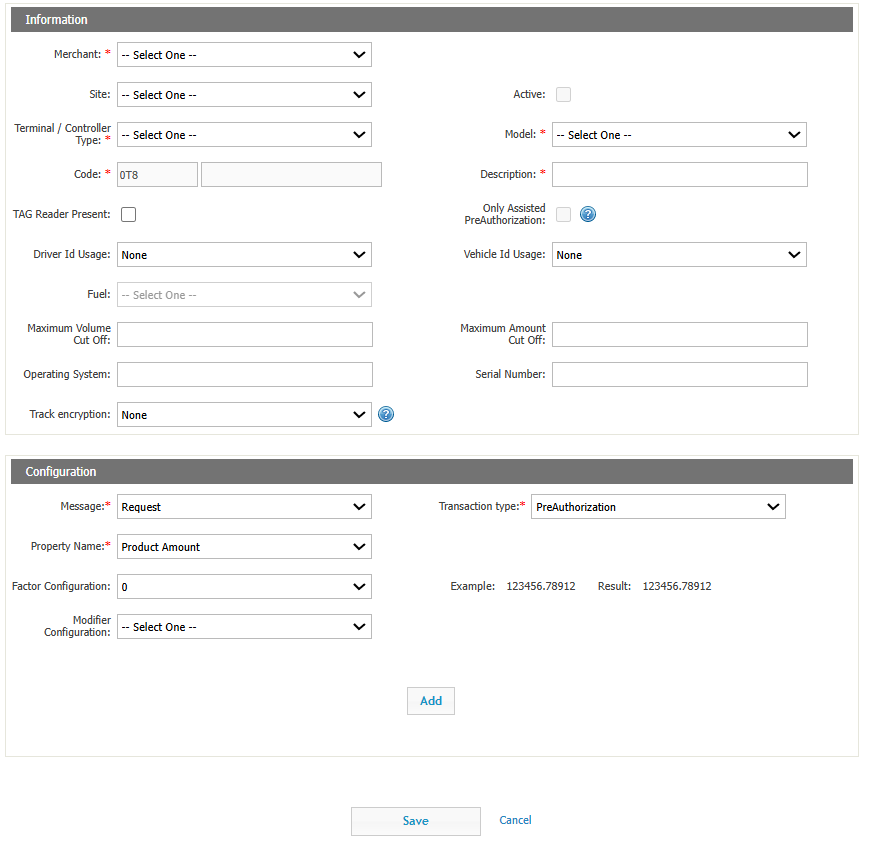 Information
Merchant: * -- Select One --
Site: -- Select One -- Active:
Terminal / Controller
Type: * -- Select One -- Model: * -- Select One --
Code: * 0T8 Description: *
TAG Reader Present: Only Assisted
PreAuthorization: ?
Driver Id Usage: None Vehicle Id Usage: None
Fuel: -- Select One --
Maximum Volume
Cut Off: Maximum Amount
Cut Off:
Operating System: Serial Number:
Track encryption: None ?
Configuration
Message:* Request Transaction type:* PreAuthorization
Property Name:* Product Amount
Factor Configuration: 0 Example: 123456.78912 Result: 123456.78912
Modifier
Configuration: -- Select One --
Add
Save Cancel